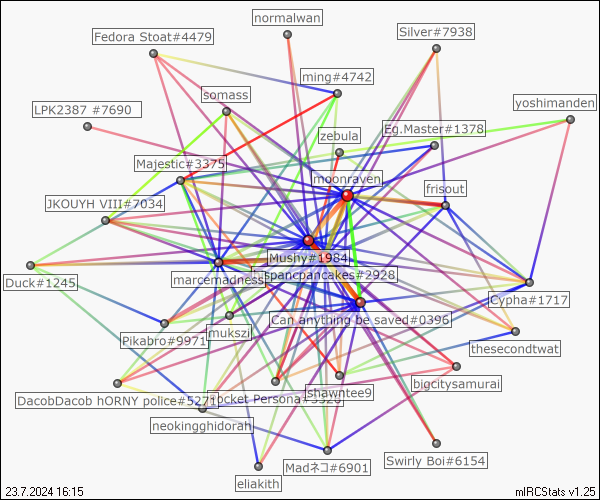 normalwan
Fedora Stoat#4479
Silver#7938
ming#4742
somass
yoshimanden
LPK2387 #7690
Eg.Master#1378
zebula
Majestic#3375
moonraven
frisout
JKOUYH VIII#7034
Mushy#1984
Duck#1245
marcemadness
spancpancakes#2928
Cypha#1717
Can anything be saved#0396
mukszi
Pikabro#9971
thesecondtwat
bigcitysamurai
DacobDacob hORNY police#5271
ocket Persona#3320
shawntee9
neokingghidorah
Swirly Boi#6154
Madネコ#6901
eliakith
23.7.2024 16:15
mIRCStats v1.25